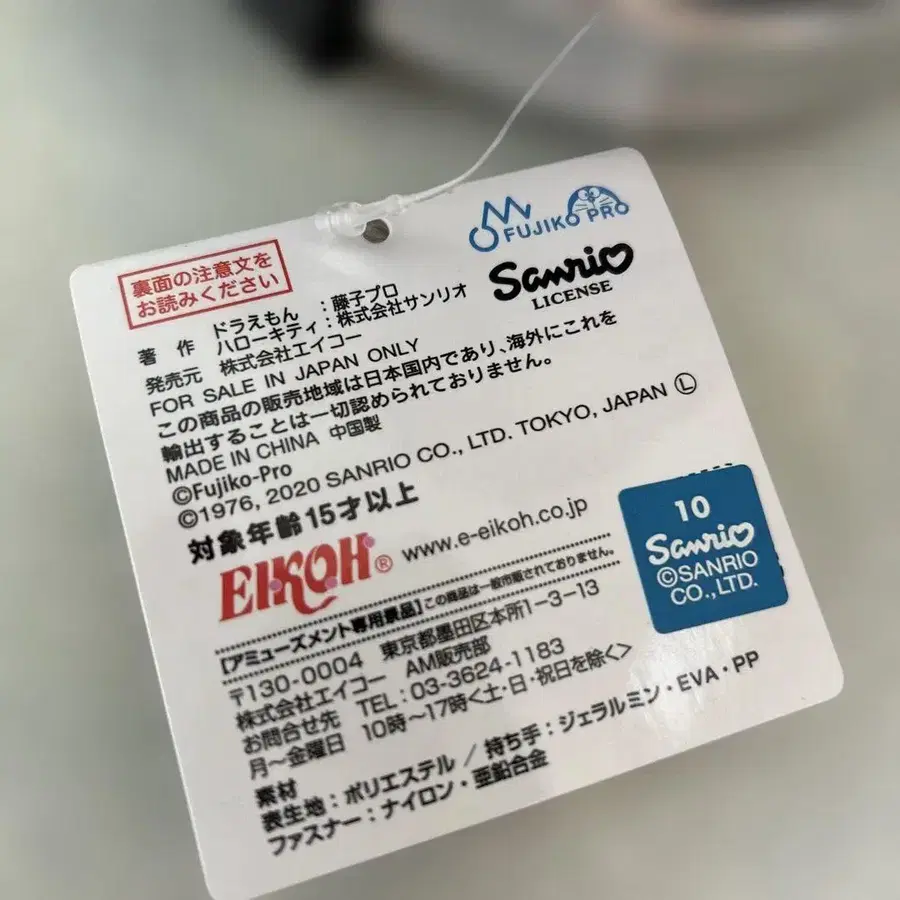 FUJIKO PRO
Sanrio
LICENSE
裏面の注意文を
お読みください
著作 ドラえもん：藤子プロ
ハローキティ：株式会社サンリオ
発売元 株式会社エイコー
FOR SALE IN JAPAN ONLY
この商品の販売地域は日本国内であり、海外にこれを
輸出することは一切認められておりません。
MADE IN CHINA 中国製
©Fujiko-Pro
©1976, 2020 SANRIO CO., LTD. TOKYO, JAPAN Ⓛ
対象年齢15才以上
EIKOH® www.e-eikoh.co.jp
10
Sanrio
©SANRIO
CO.,LTD.
[アミューズメント専用景品]この商品は一般市販されておりません。
〒130-0004 東京都墨田区本所1-3-13
株式会社エイコー AM販売部
お問合せ先 TEL：03-3624-1183
月～金曜日 10時～17時<土・日・祝日を除く>
素材
表生地：ポリエステル / 持ち手：ジェラルミン・EVA・PP
ファスナー：ナイロン・亜鉛合金